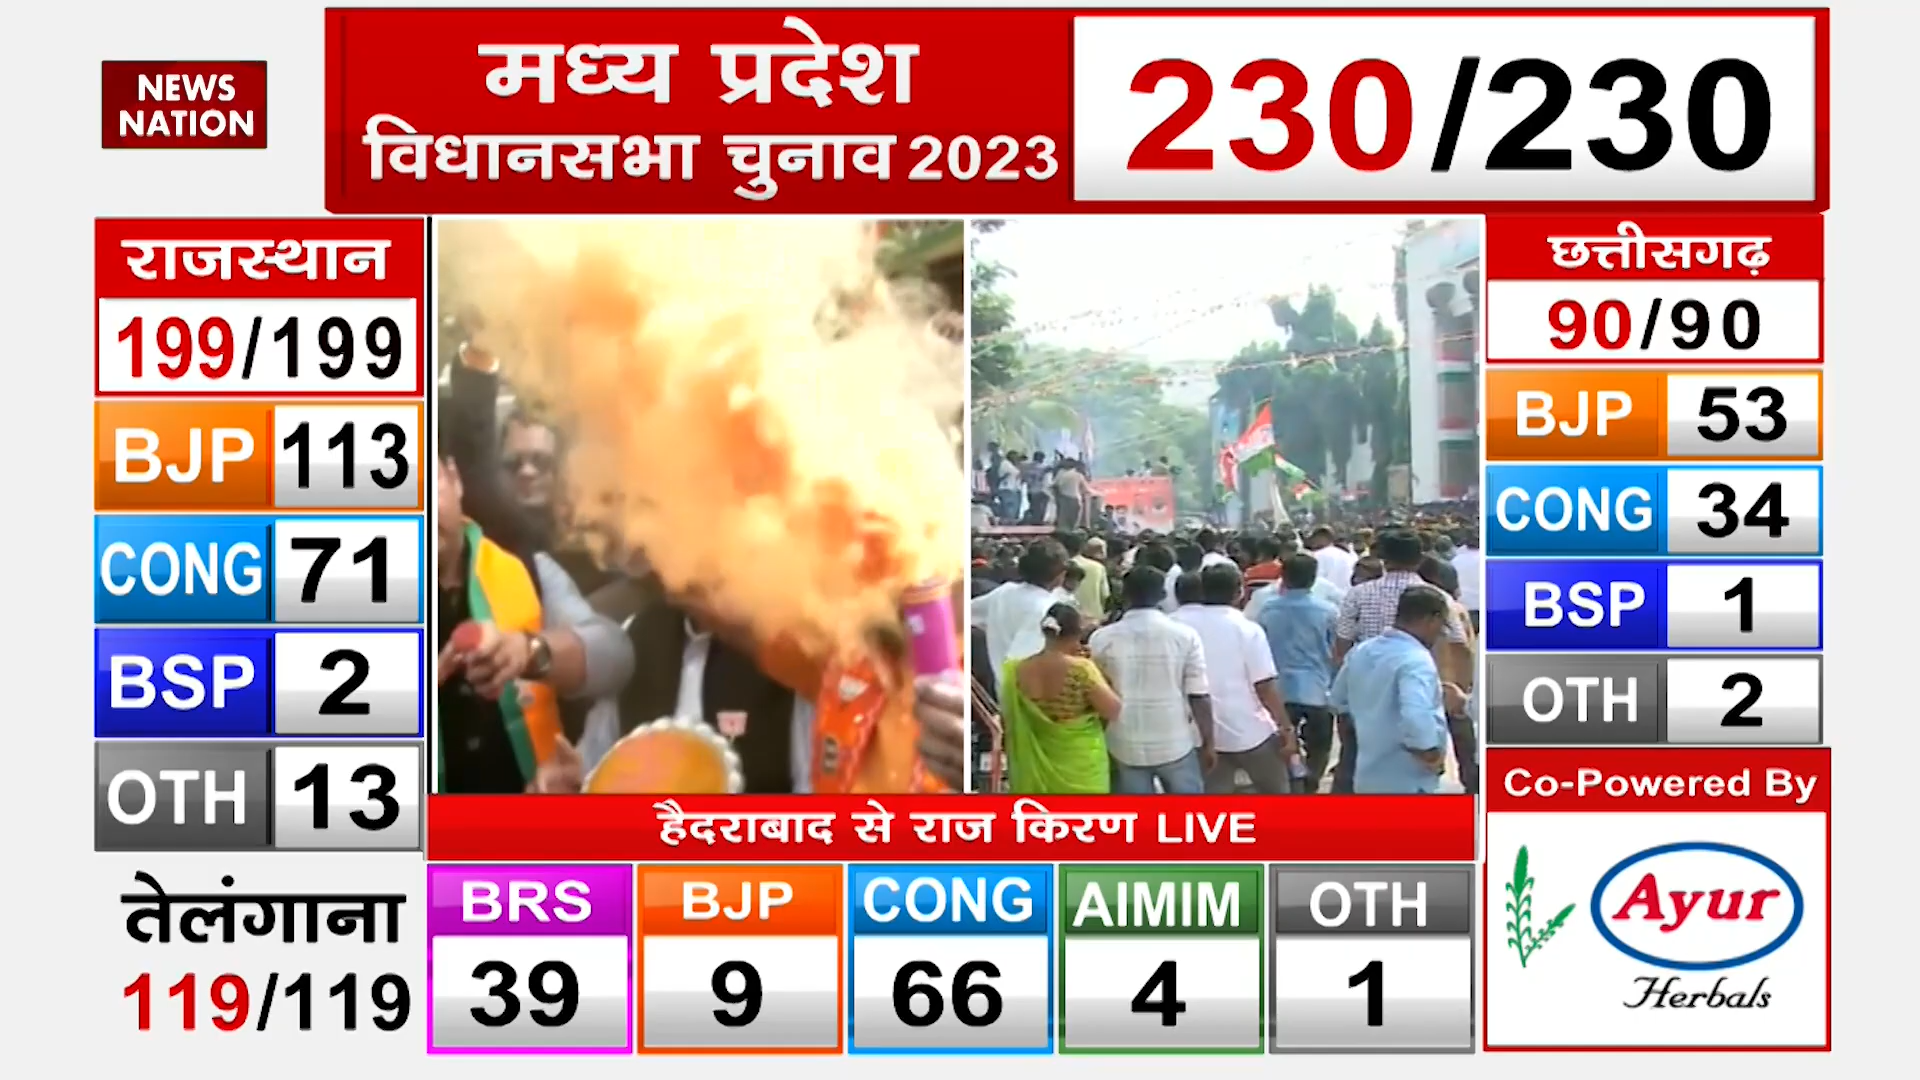 NEWS
NATION
मध्य प्रदेश
विधानसभा चुनाव 2023
230/230
राजस्थान
199/199
BJP 113
CONG 71
BSP 2
OTH 13
छत्तीसगढ़
90/90
BJP 53
CONG 34
BSP 1
OTH 2
Co-Powered By
Ayur
Herbals
हैदराबाद से राज किरण LIVE
तेलंगाना
119/119
BRS 39
BJP 9
CONG 66
AIMIM 4
OTH 1